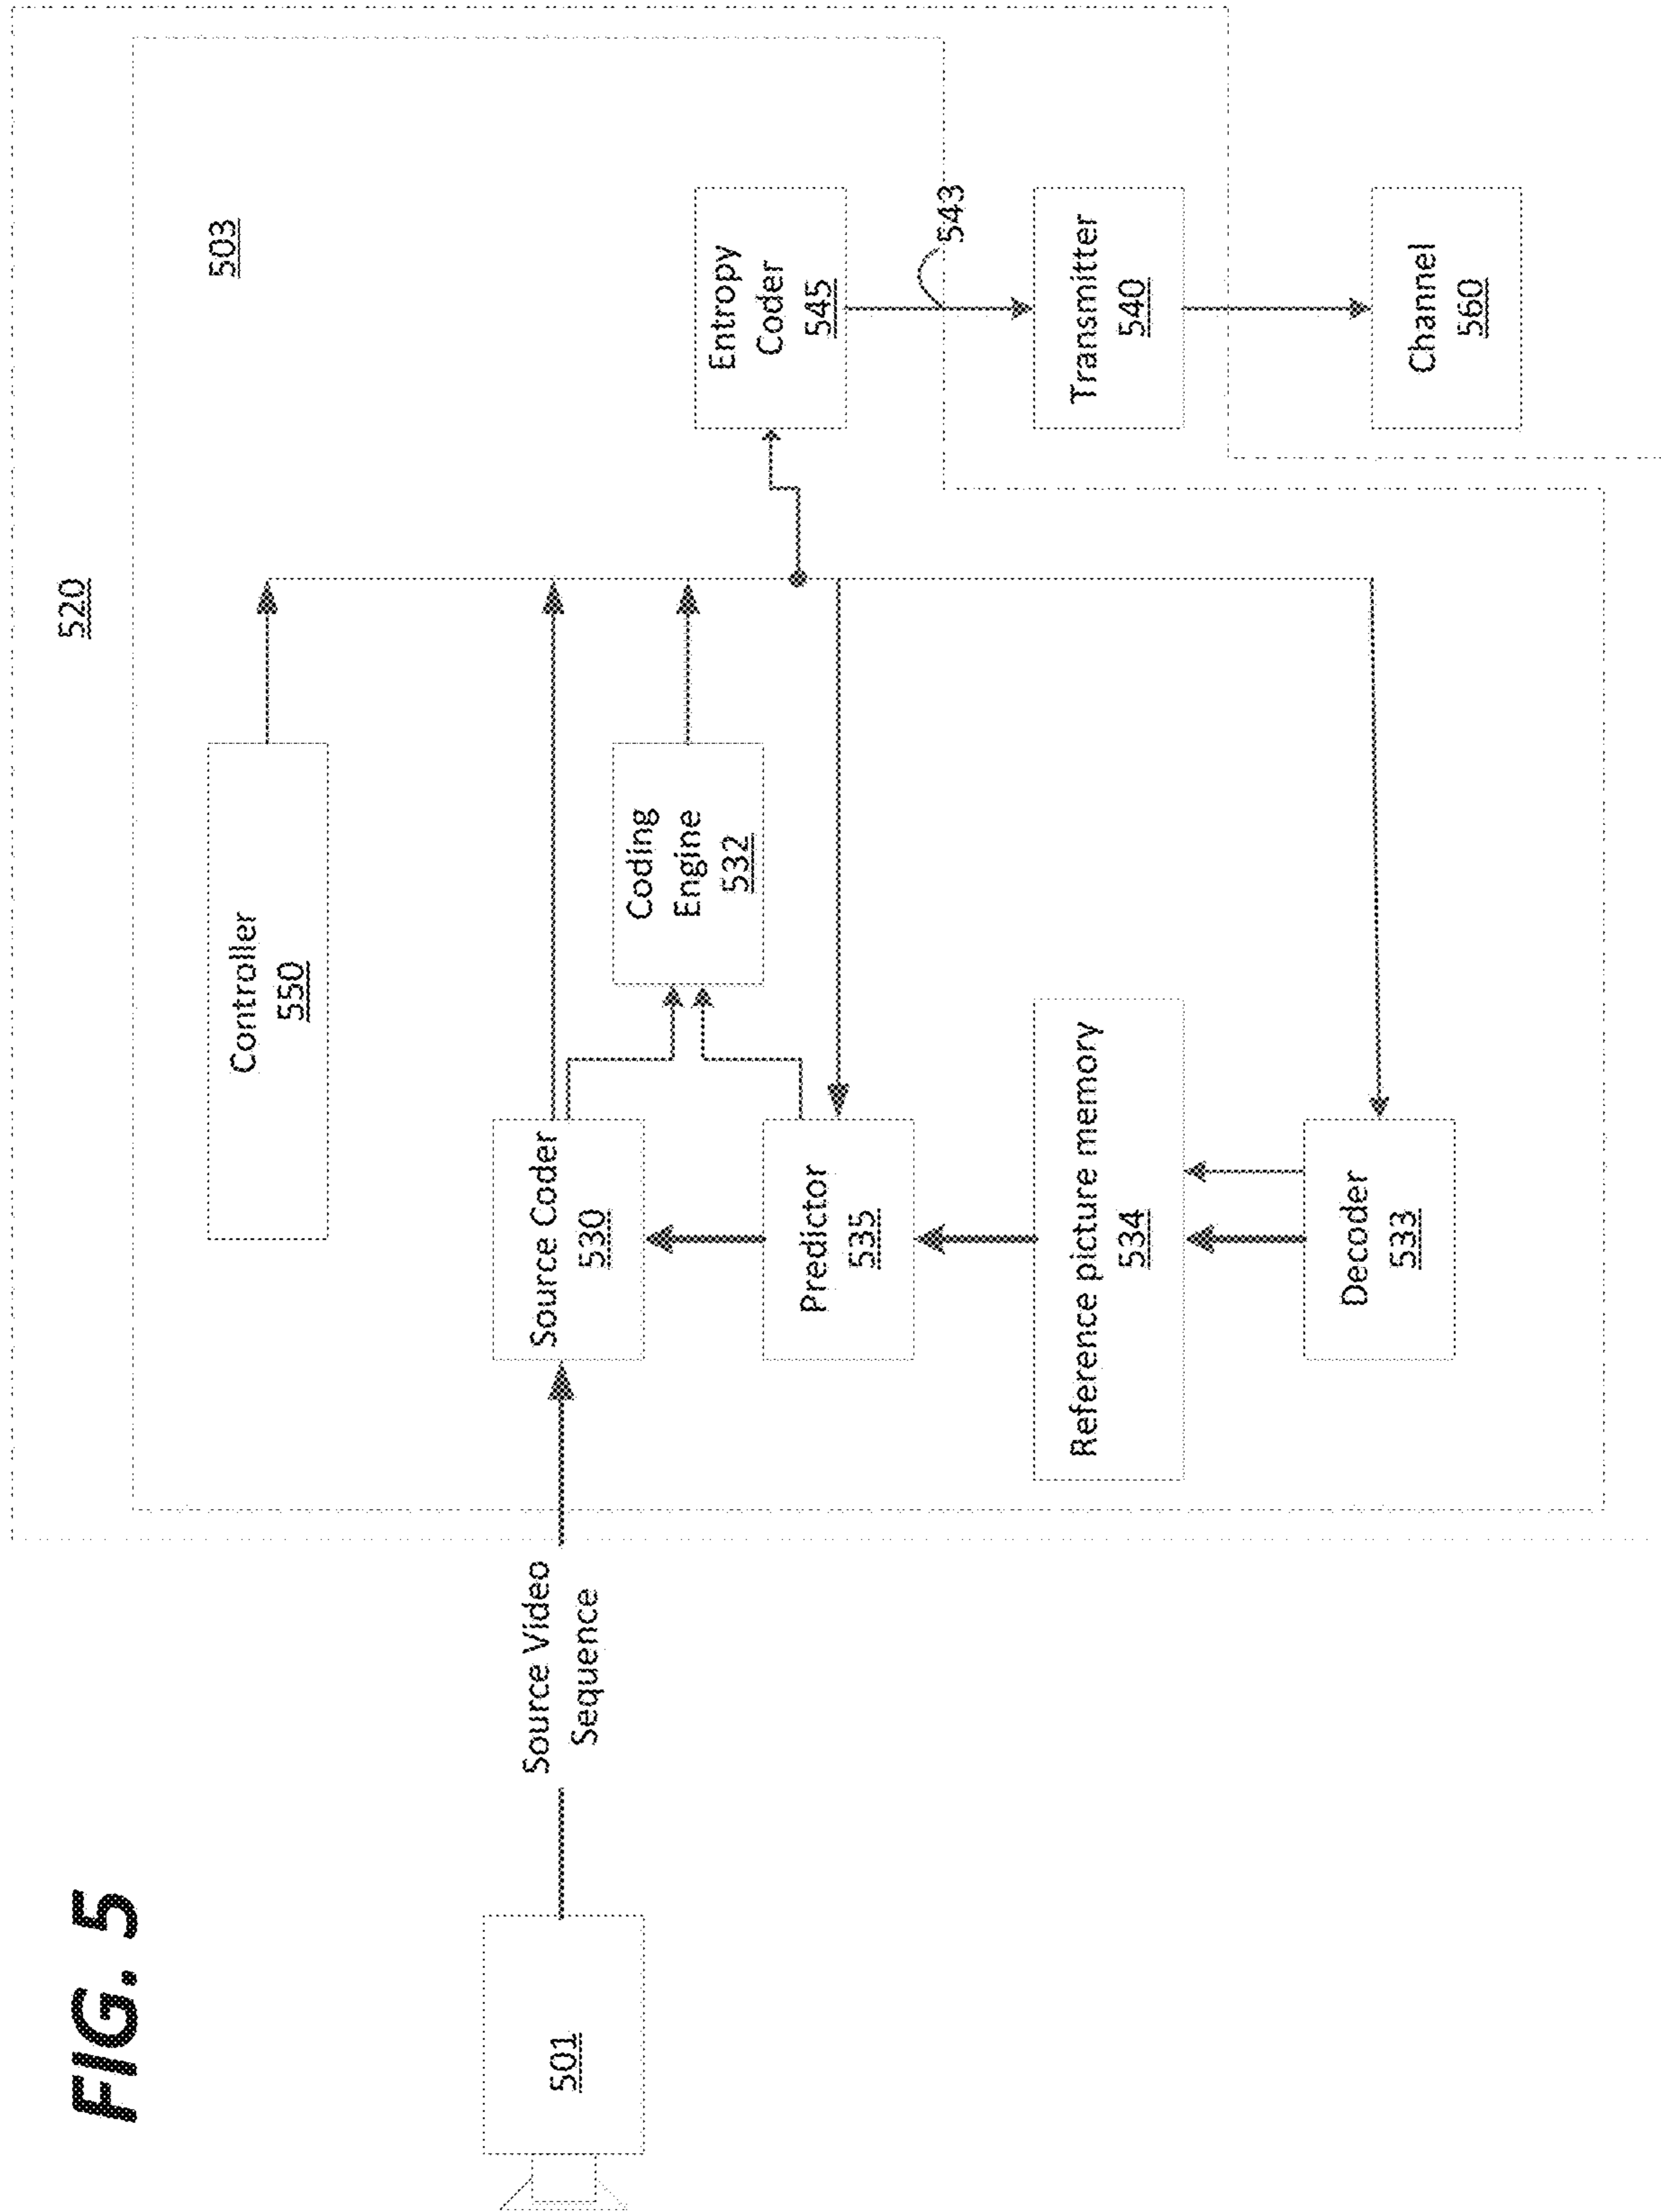 FIG. 5
520
503
Controller
550
501
Source Video
Sequence
Source Coder
530
Coding
Engine
532
Entropy
Coder
545
Predictor
535
543
Reference picture memory
534
Transmitter
540
Decoder
533
Channel
560